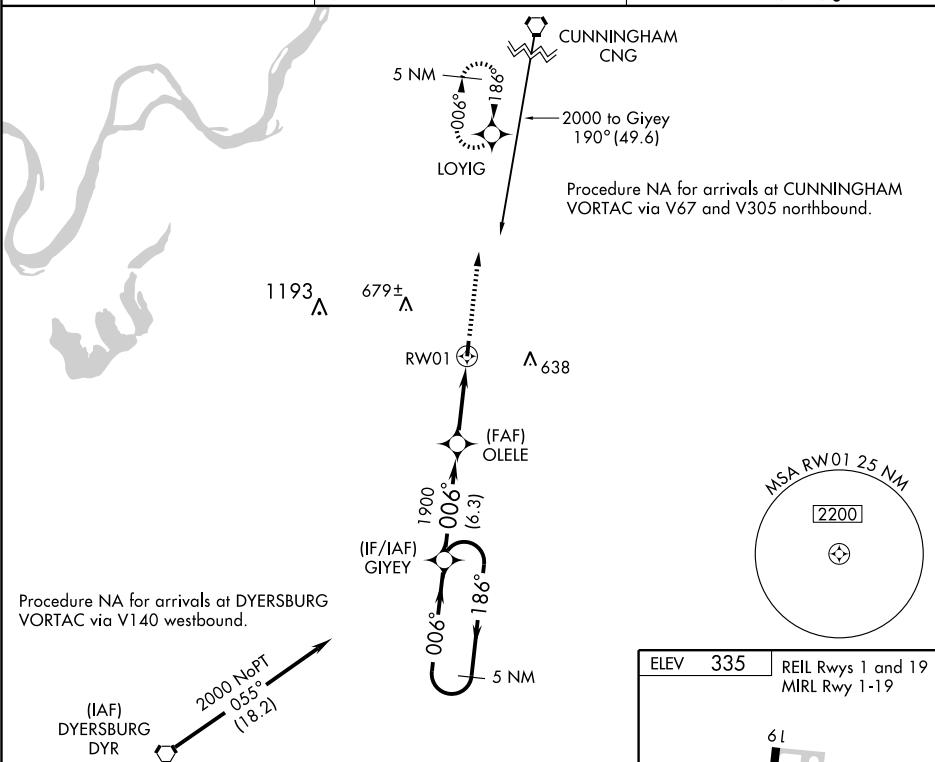 CUNNINGHAM
CNG
5 NM
186°
006°
2000 to Giyey
190° (49.6)
LOYIG
Procedure NA for arrivals at CUNNINGHAM
VORTAC via V67 and V305 northbound.
1193
679±
RW01
638
(FAF)
OLELE
1900
006°
(6.3)
MSA RW01 25 NM
2200
(IF/IAF)
GIYEY
186°
006°
5 NM
Procedure NA for arrivals at DYERSBURG
VORTAC via V140 westbound.
2000 NoPT
055°
(18.2)
(IAF)
DYERSBURG
DYR
ELEV 335
REIL Rwys 1 and 19
MIRL Rwy 1-19
19